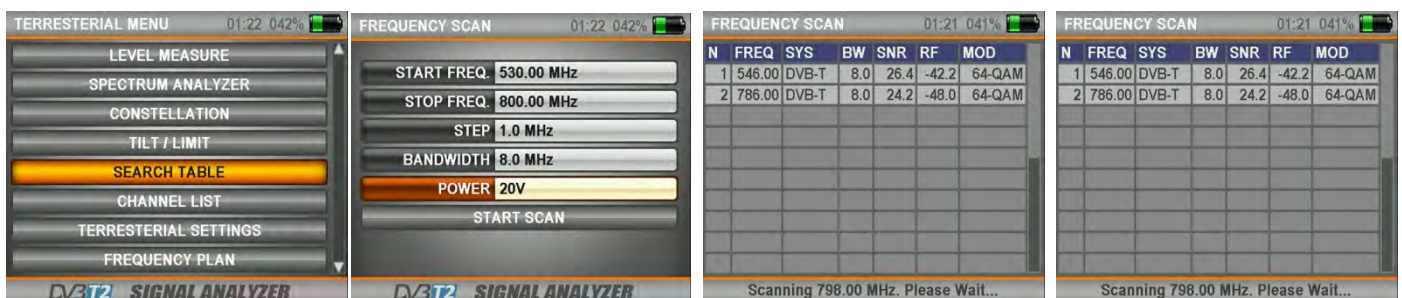 TERRESTERIAL MENU 01:22 042%
LEVEL MEASURE
SPECTRUM ANALYZER
CONSTELLATION
TILT / LIMIT
SEARCH TABLE
CHANNEL LIST
TERRESTERIAL SETTINGS
FREQUENCY PLAN
DVB T2 SIGNAL ANALYZER
FREQUENCY SCAN 01:22 042%
START FREQ. 530.00 MHz
STOP FREQ. 800.00 MHz
STEP 1.0 MHz
BANDWIDTH 8.0 MHz
POWER 20V
START SCAN
DVB T2 SIGNAL ANALYZER
FREQUENCY SCAN 01:21 041%
N FREQ SYS BW SNR RF MOD
1 546.00 DVB-T 8.0 26.4 -42.2 64-QAM
2 786.00 DVB-T 8.0 24.2 -48.0 64-QAM
Scanning 798.00 MHz. Please Wait...
FREQUENCY SCAN 01:21 041%
N FREQ SYS BW SNR RF MOD
1 546.00 DVB-T 8.0 26.4 -42.2 64-QAM
2 786.00 DVB-T 8.0 24.2 -48.0 64-QAM
Scanning 798.00 MHz. Please Wait...